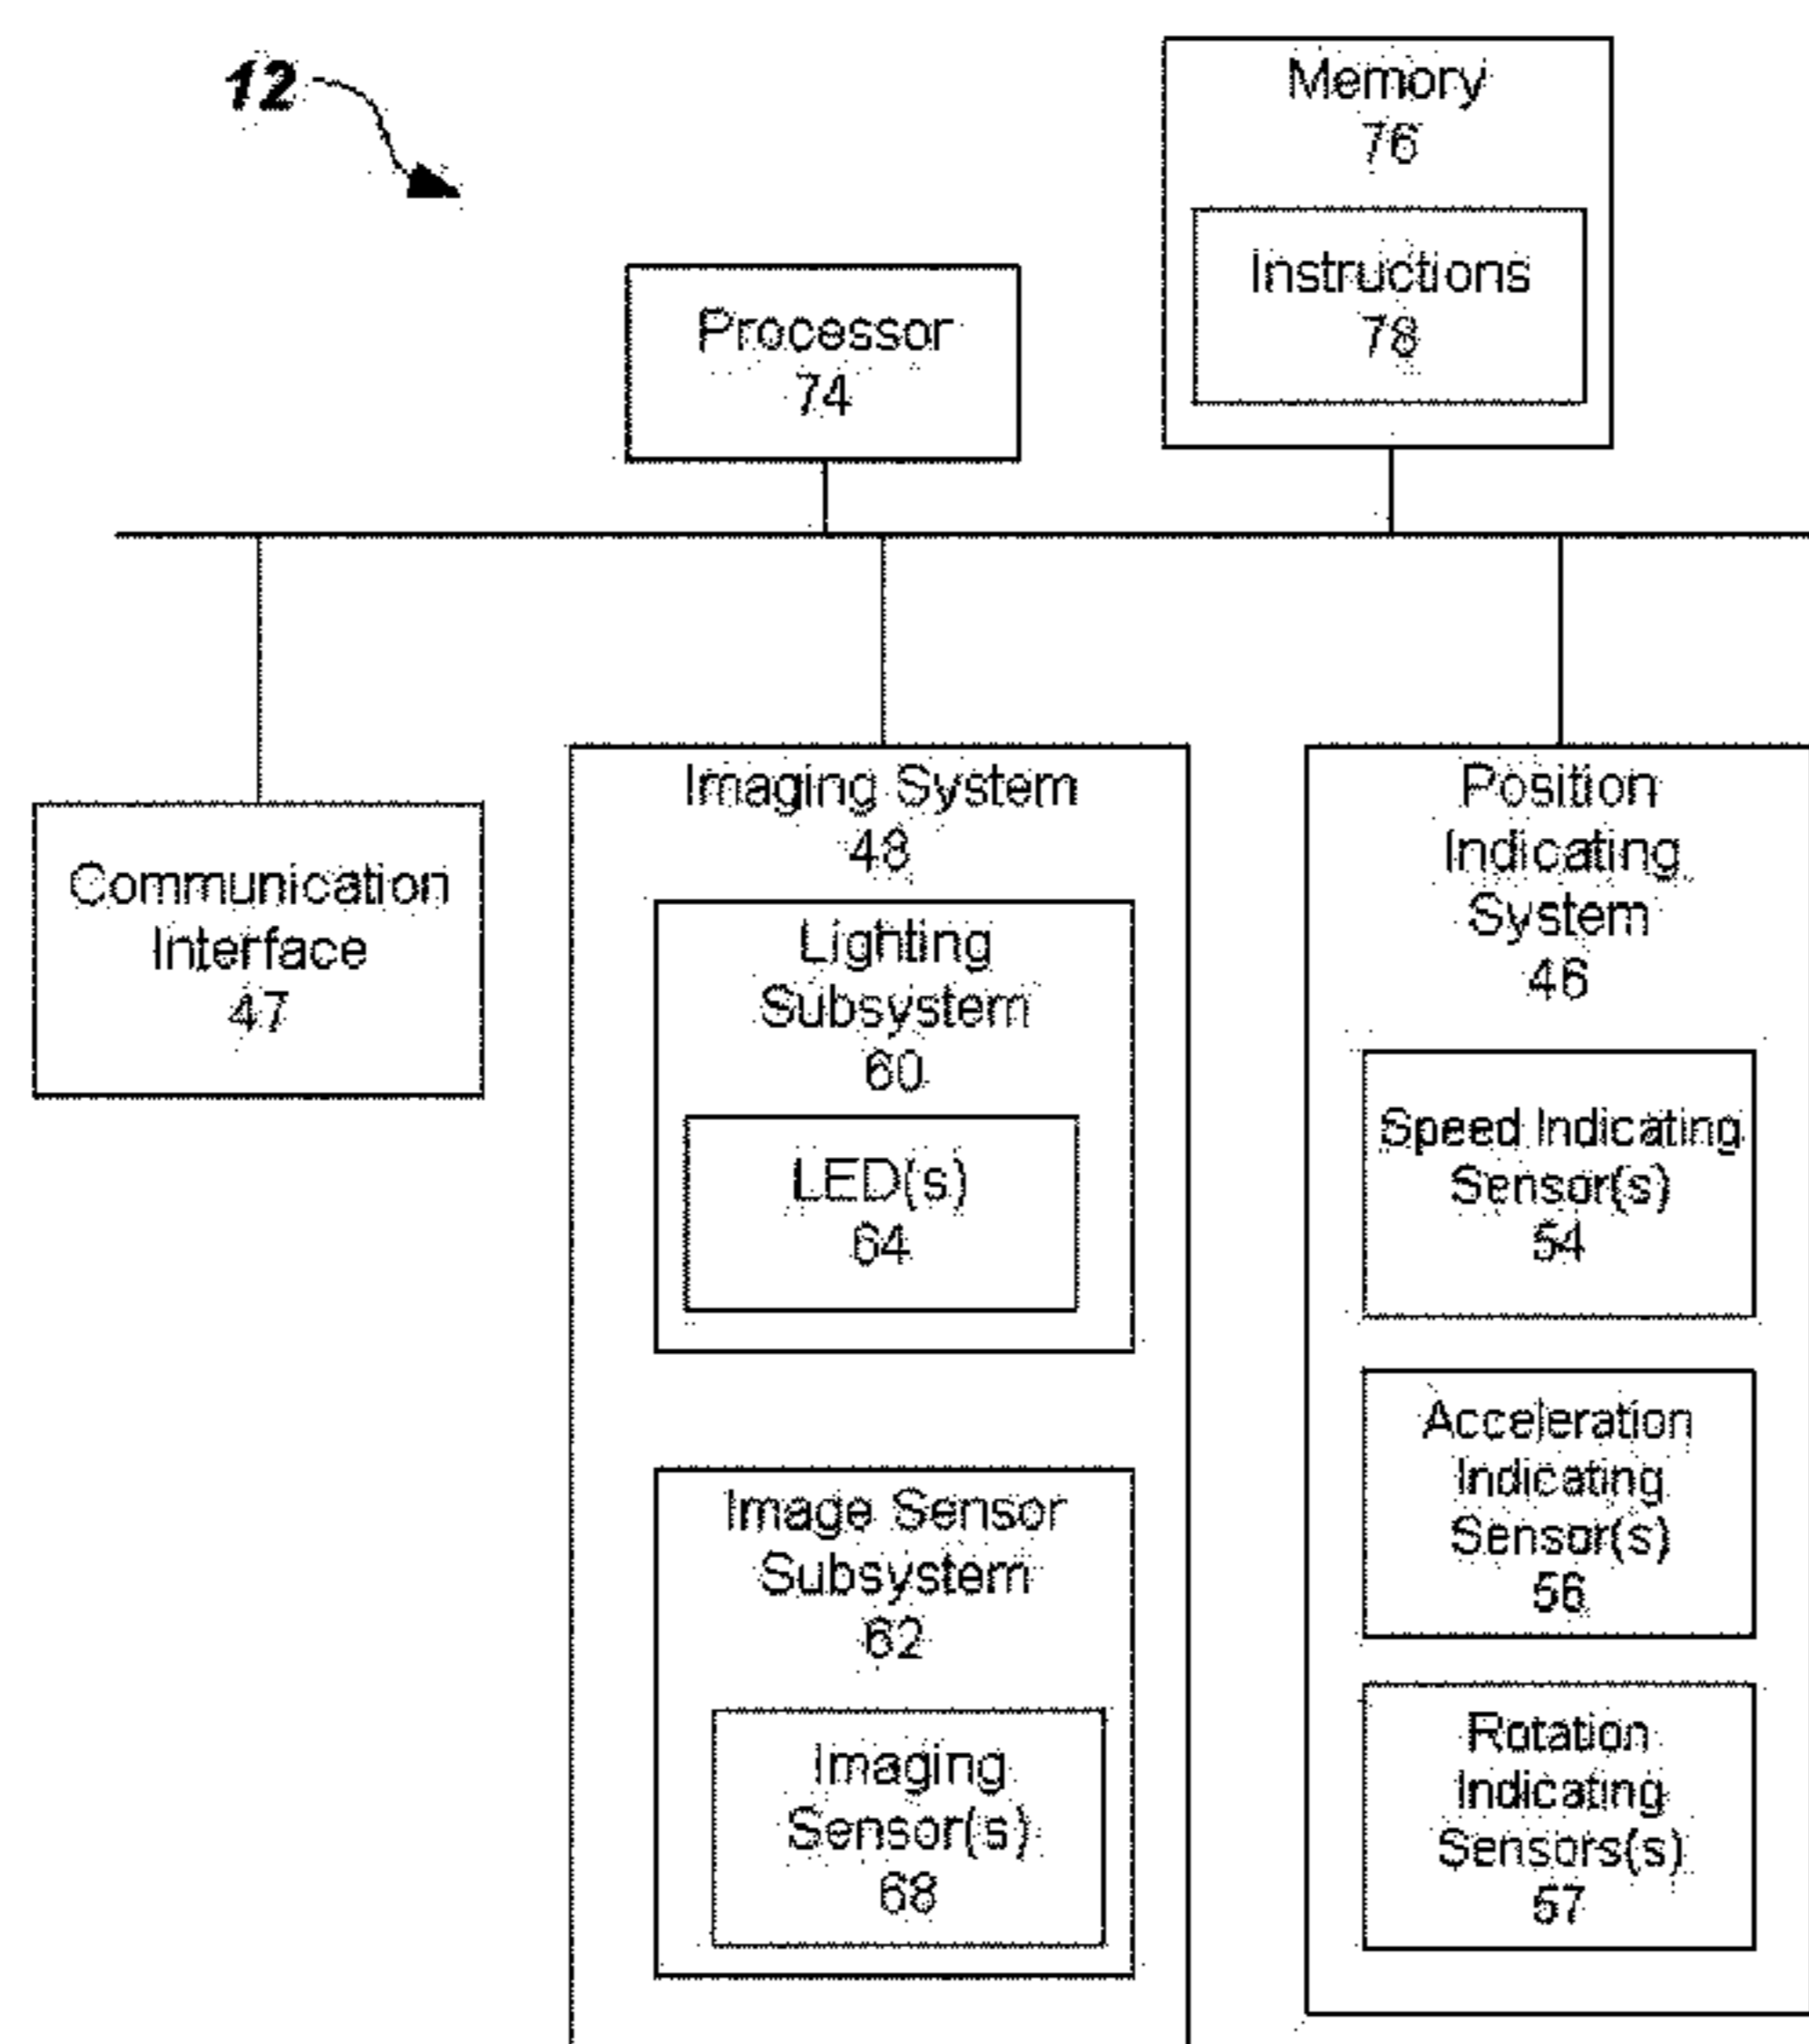 12
Memory
76
Instructions
78
Processor
74
Communication
Interface
47
Imaging System
48
Lighting
Subsystem
60
LED(s)
64
Image Sensor
Subsystem
62
Imaging
Sensor(s)
68
Position
Indicating
System
46
Speed Indicating
Sensor(s)
54
Acceleration
Indicating
Sensor(s)
56
Rotation
Indicating
Sensors(s)
57